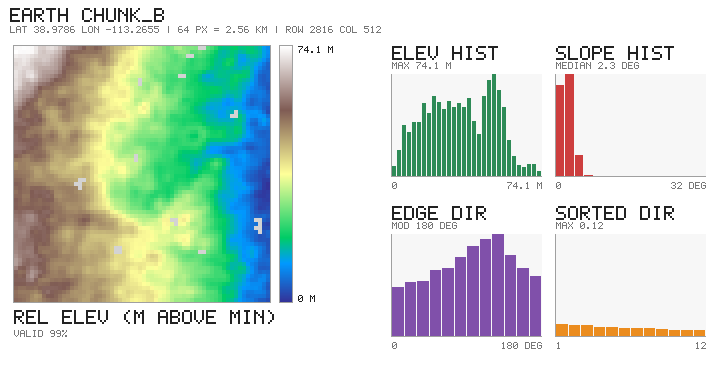 EARTH CHUNK_B
LAT 38.9786 LON -113.2655 | 64 PX = 2.56 KM | ROW 2816 COL 512
74.1 M
0 M
REL ELEV (M ABOVE MIN)
VALID 99%
ELEV HIST
MAX 74.1 M
0 74.1 M
SLOPE HIST
MEDIAN 2.3 DEG
0 32 DEG
EDGE DIR
MOD 180 DEG
0 180 DEG
SORTED DIR
MAX 0.12
1 12